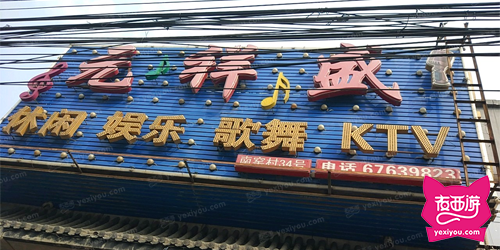 元祥盛
休闲 娱乐 歌舞 KTV
南窑村34号 电话 67639823
夜西游
yexiyou.com